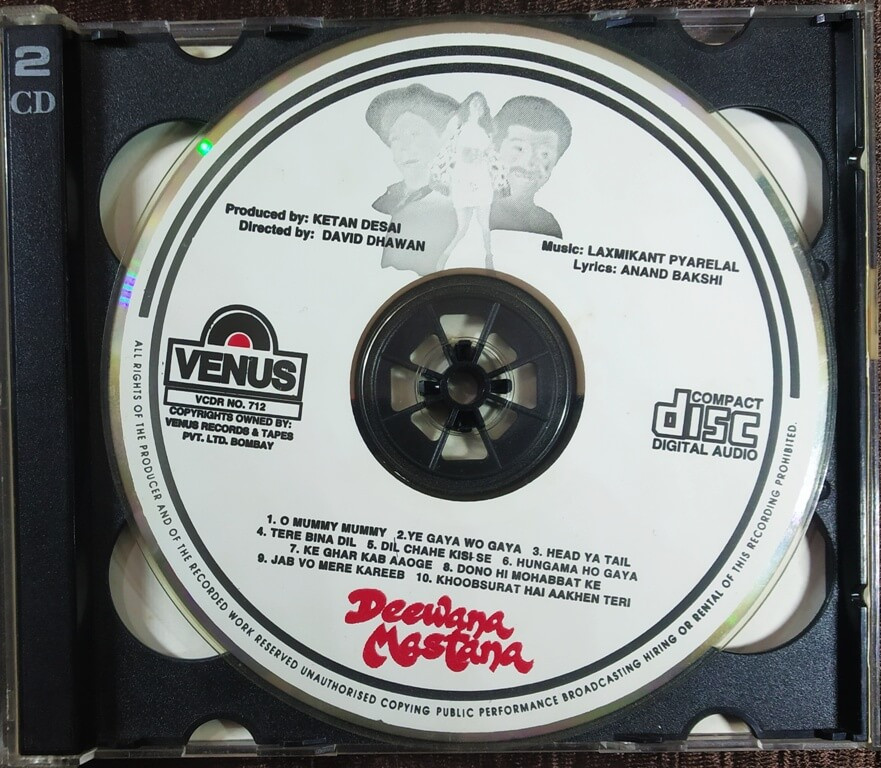 2
CD
Produced by: KETAN DESAI
Directed by: DAVID DHAWAN
Music: LAXMIKANT PYARELAL
Lyrics: ANAND BAKSHI
VENUS
VCDR NO. 712
COPYRIGHTS OWNED BY:
VENUS RECORDS & TAPES
PVT. LTD. BOMBAY
COMPACT
disc
DIGITAL AUDIO
1. O MUMMY MUMMY 2.YE GAYA WO GAYA 3. HEAD YA TAIL
4. TERE BINA DIL 5. DIL CHAHE KISI-SE 6. HUNGAMA HO GAYA
7. KE GHAR KAB AAOGE 8. DONO HI MOHABBAT KE
9. JAB VO MERE KAREEB 10. KHOOBSURAT HAI AAKHEN TERI
Deewana
Mastana
ALL RIGHTS OF THE PRODUCER AND OF THE RECORDED WORK RESERVED UNAUTHORISED COPYING PUBLIC PERFORMANCE BROADCASTING HIRING OR RENTAL OF THIS RECORDING PROHIBITED.